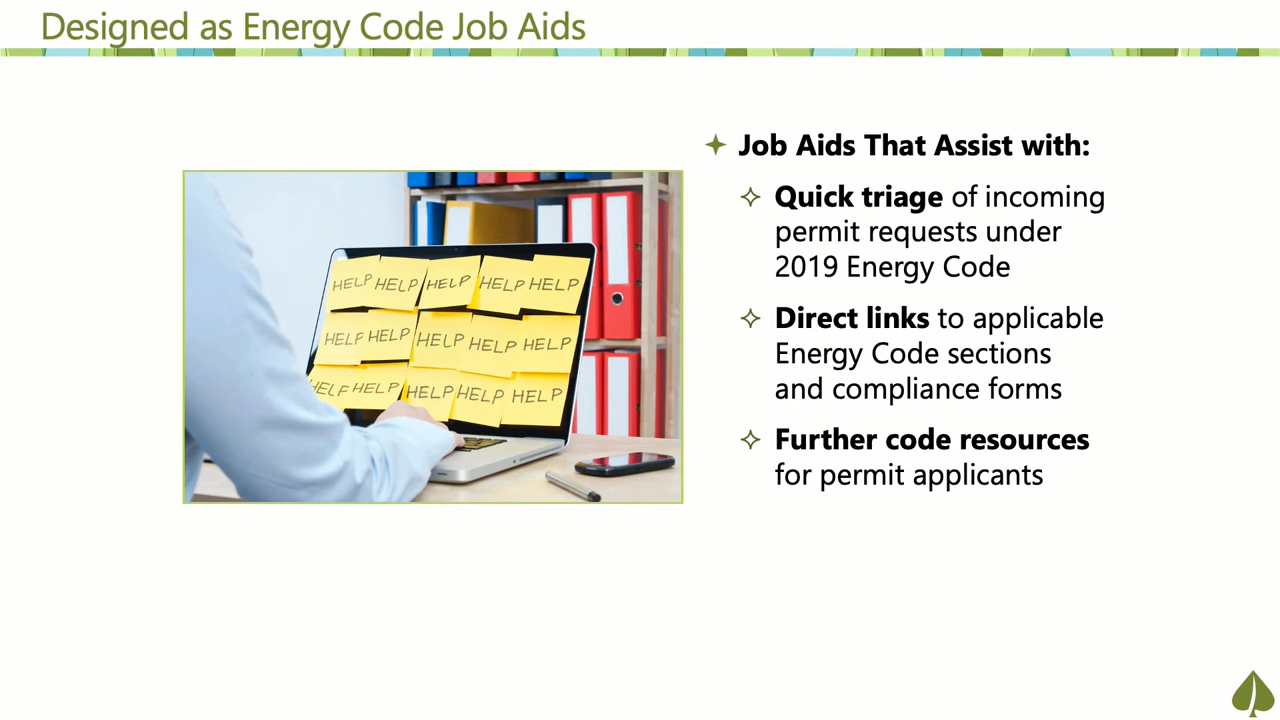 Designed as Energy Code Job Aids
Job Aids That Assist with:
Quick triage of incoming
permit requests under
2019 Energy Code
Direct links to applicable
Energy Code sections
and compliance forms
Further code resources
for permit applicants
HELP HELP HELP HELP HELP
HELP HELP HELP HELP HELP
HELP HELP HELP HELP HELP